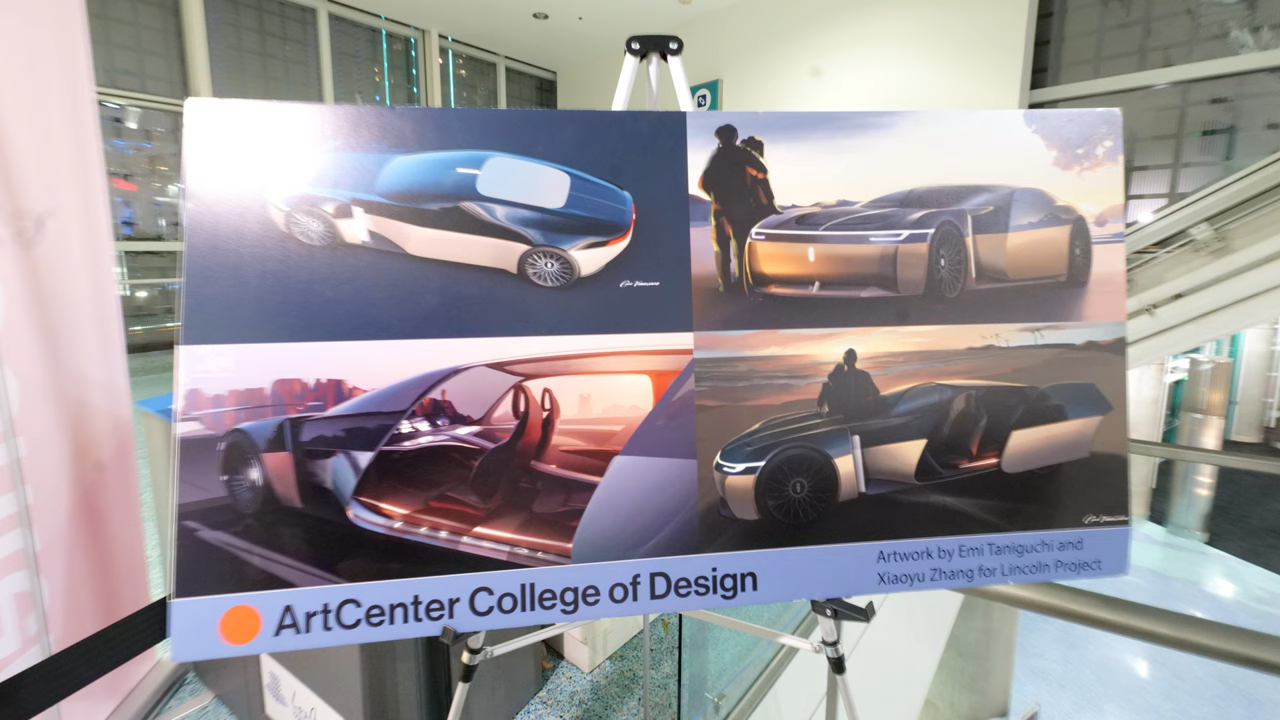 ArtCenter College of Design
Artwork by Emi Taniguchi and
Xiaoyu Zhang for Lincoln Project